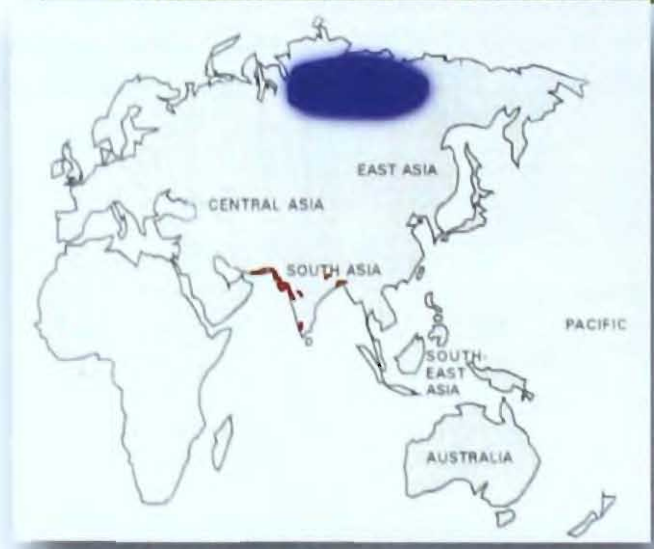 EAST ASIA
CENTRAL ASIA
SOUTH ASIA
PACIFIC
SOUTH-
EAST
ASIA
AUSTRALIA